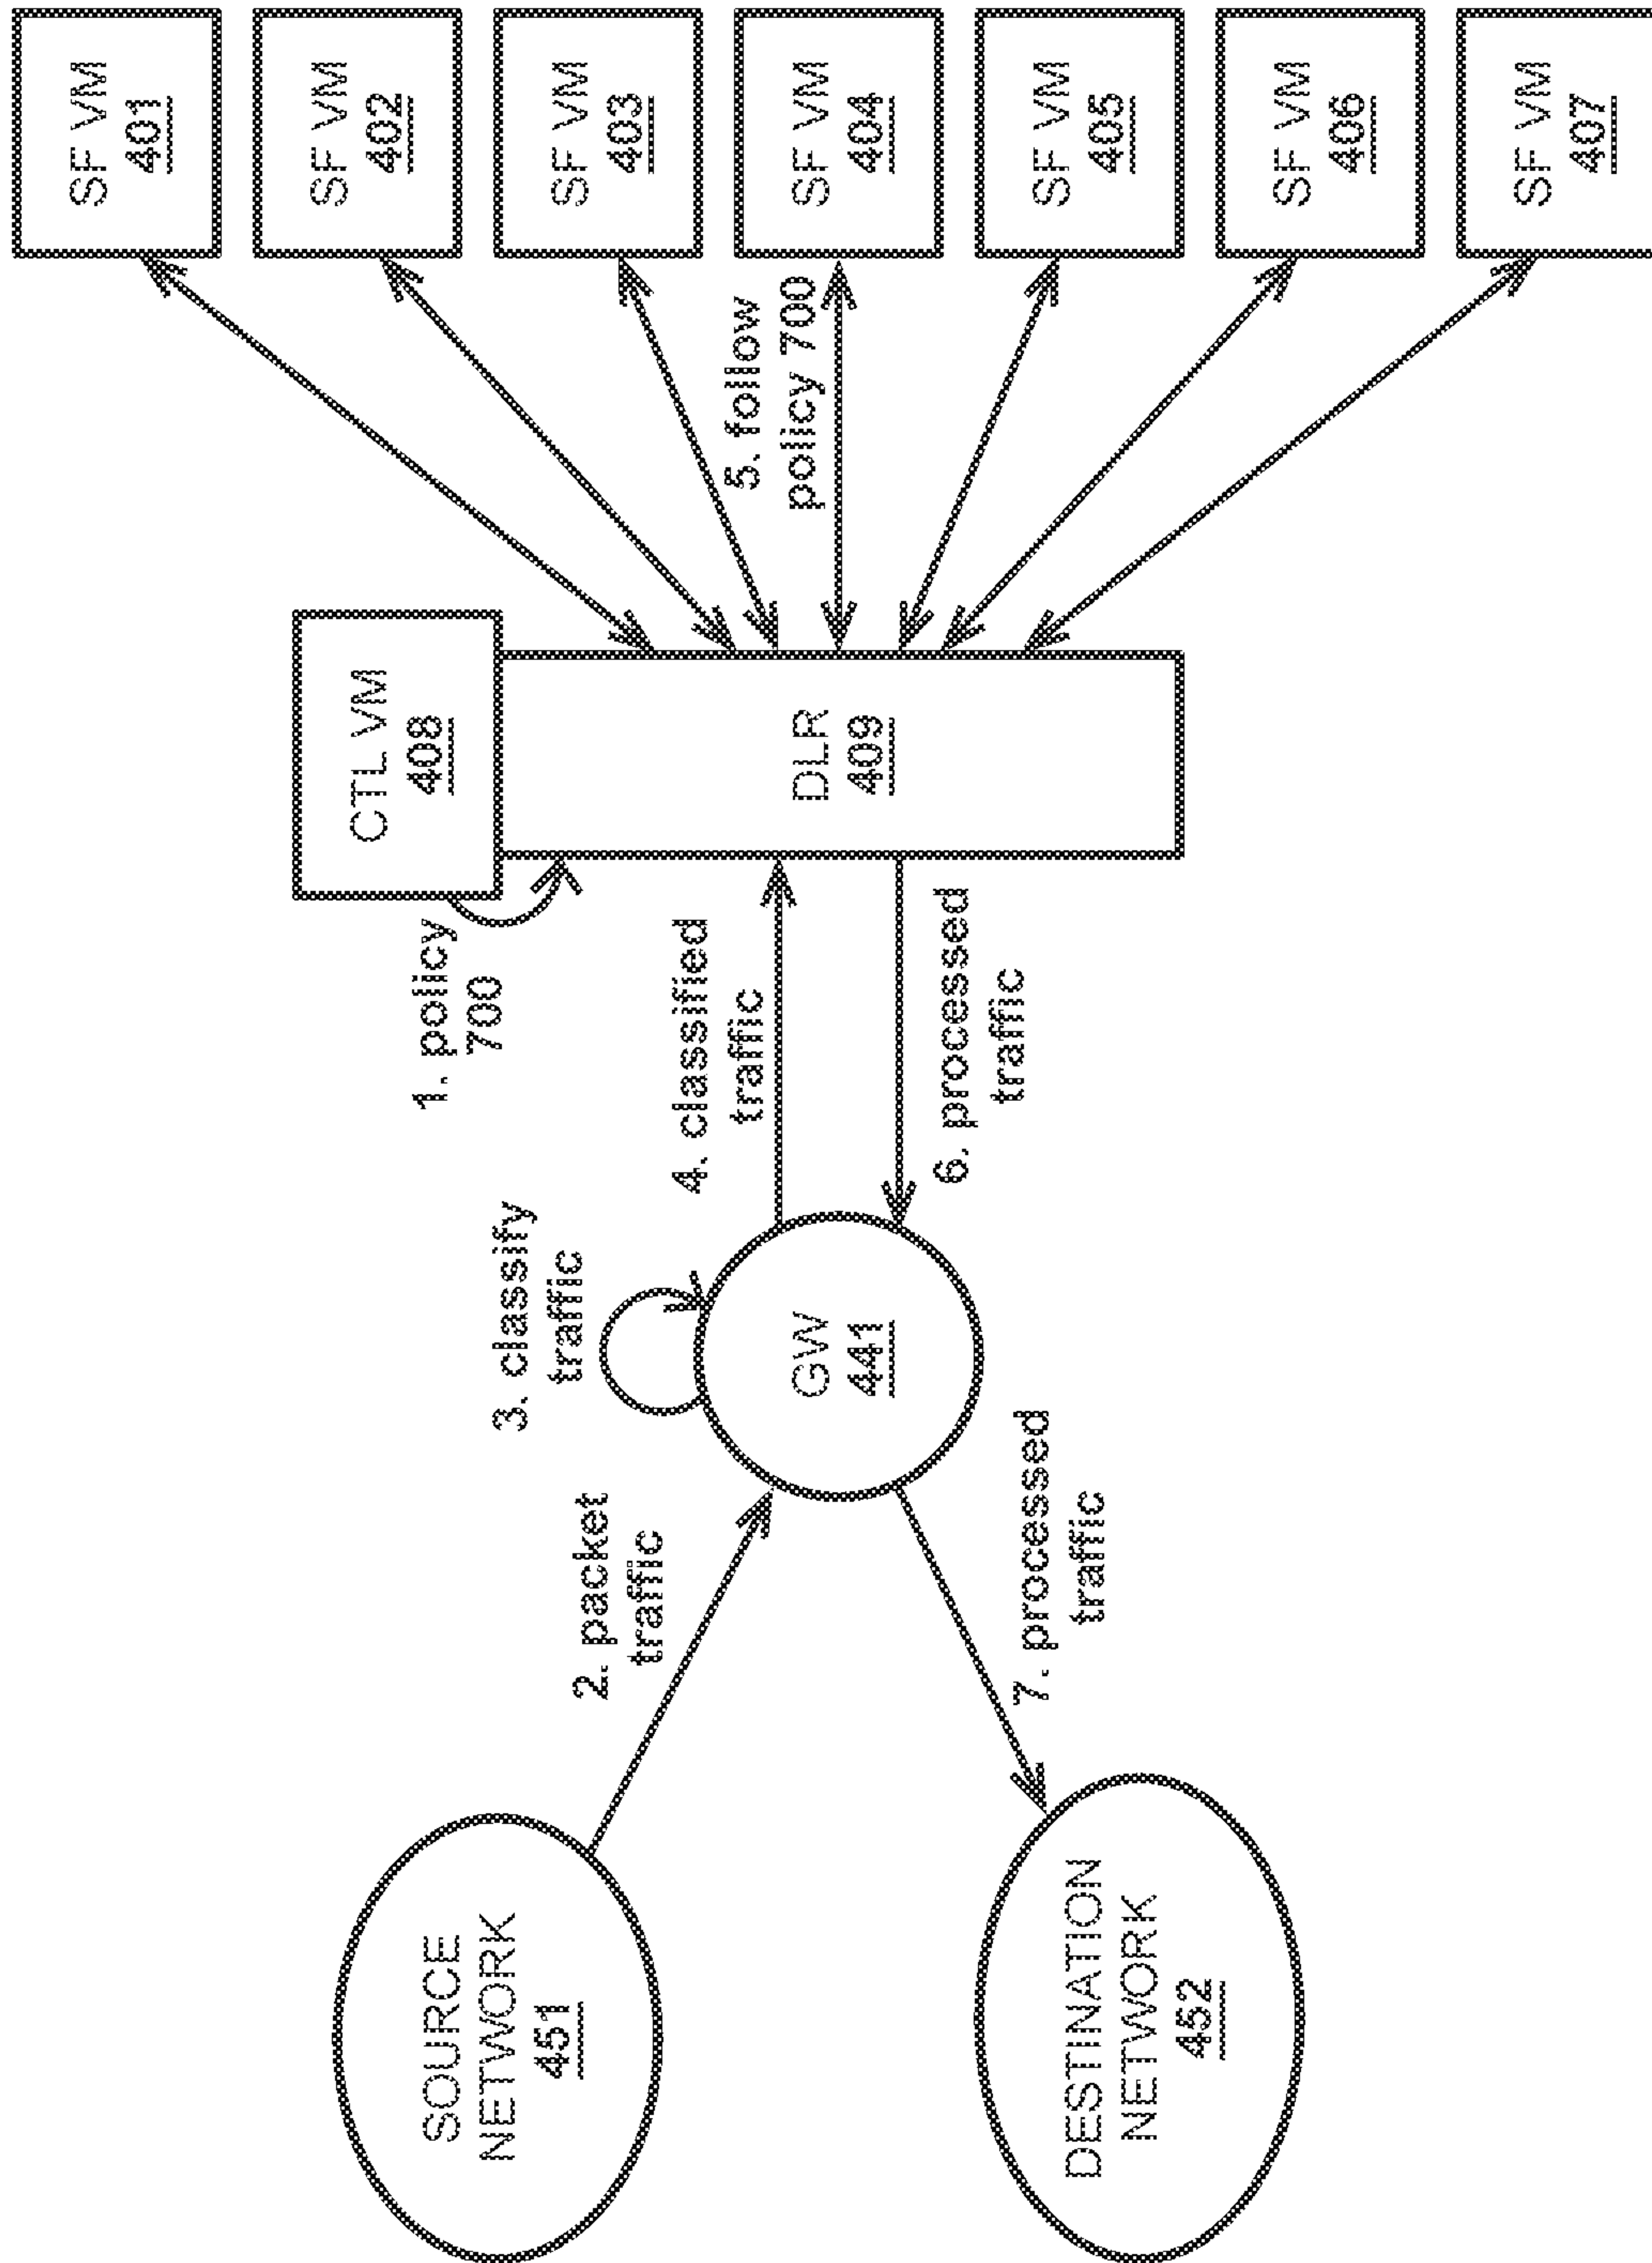 SOURCE
NETWORK
451
DESTINATION
NETWORK
452
2. packet
traffic
7. processed
traffic
3. classify
traffic
GW
441
4. classified
traffic
6. processed
traffic
1. policy
700
CTL VM
408
DLR
409
5. follow
policy 700
SF VM
401
SF VM
402
SF VM
403
SF VM
404
SF VM
405
SF VM
406
SF VM
407